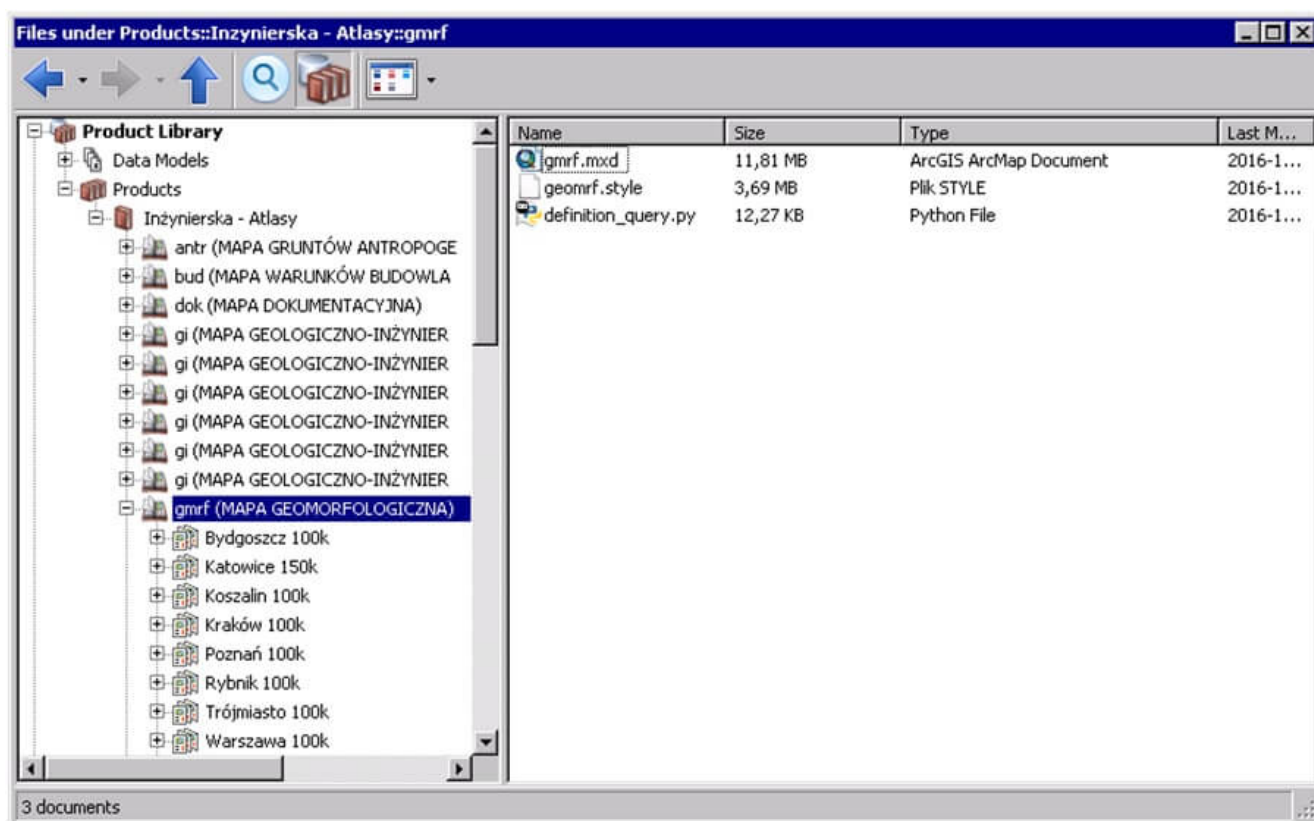 Files under Products::Inzynierska - Atlasy::gmrf
Product Library
Data Models
Products
Inżynierska - Atlasy
antr (MAPA GRUNTÓW ANTROPOGE
bud (MAPA WARUNKÓW BUDOWLA
dok (MAPA DOKUMENTACYJNA)
gi (MAPA GEOLOGICZNO-INŻYNIER
gi (MAPA GEOLOGICZNO-INŻYNIER
gi (MAPA GEOLOGICZNO-INŻYNIER
gi (MAPA GEOLOGICZNO-INŻYNIER
gi (MAPA GEOLOGICZNO-INŻYNIER
gi (MAPA GEOLOGICZNO-INŻYNIER
gmrf (MAPA GEOMORFOLOGICZNA)
Bydgoszcz 100k
Katowice 150k
Koszalin 100k
Kraków 100k
Poznań 100k
Rybnik 100k
Trójmiasto 100k
Warszawa 100k
Name Size Type Last M...
gmrf.mxd 11,81 MB ArcGIS ArcMap Document 2016-1...
geomrf.style 3,69 MB Plik STYLE 2016-1...
definition_query.py 12,27 KB Python File 2016-1...
3 documents